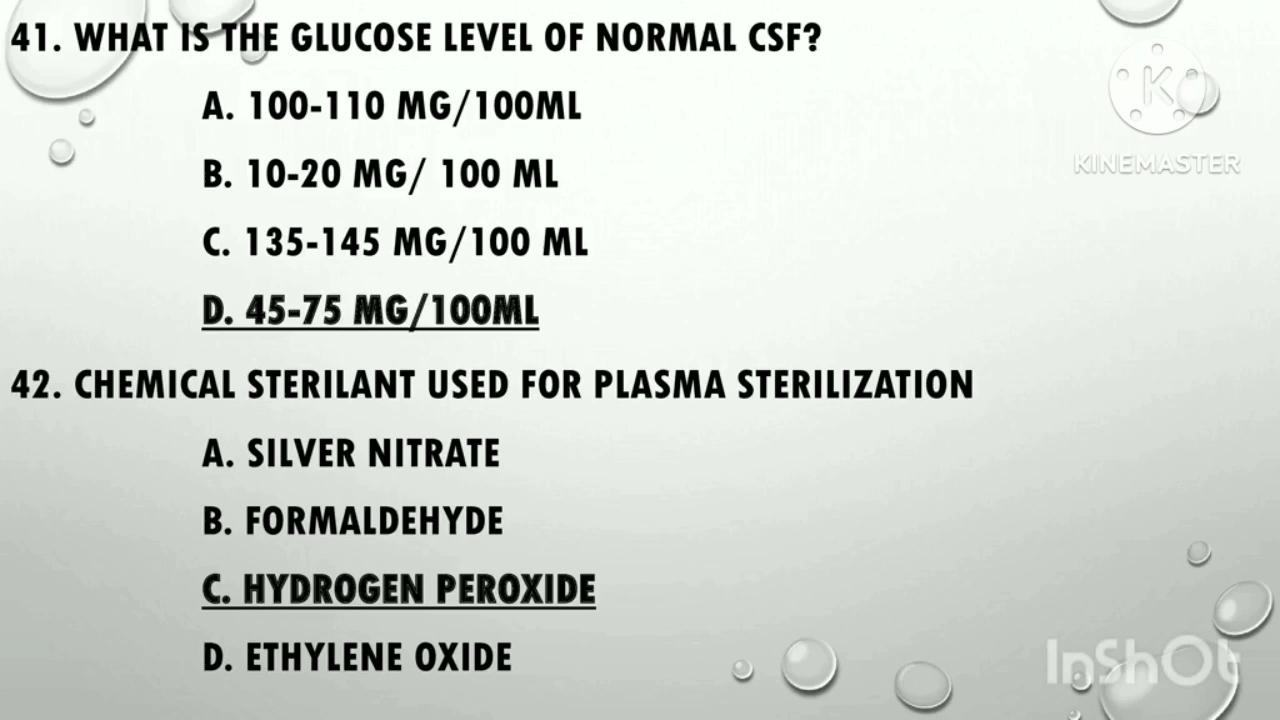 41. WHAT IS THE GLUCOSE LEVEL OF NORMAL CSF?
A. 100-110 MG/100ML
B. 10-20 MG/ 100 ML
C. 135-145 MG/100 ML
D. 45-75 MG/100ML
42. CHEMICAL STERILANT USED FOR PLASMA STERILIZATION
A. SILVER NITRATE
B. FORMALDEHYDE
C. HYDROGEN PEROXIDE
D. ETHYLENE OXIDE
K
KINEMASTER
InShOt